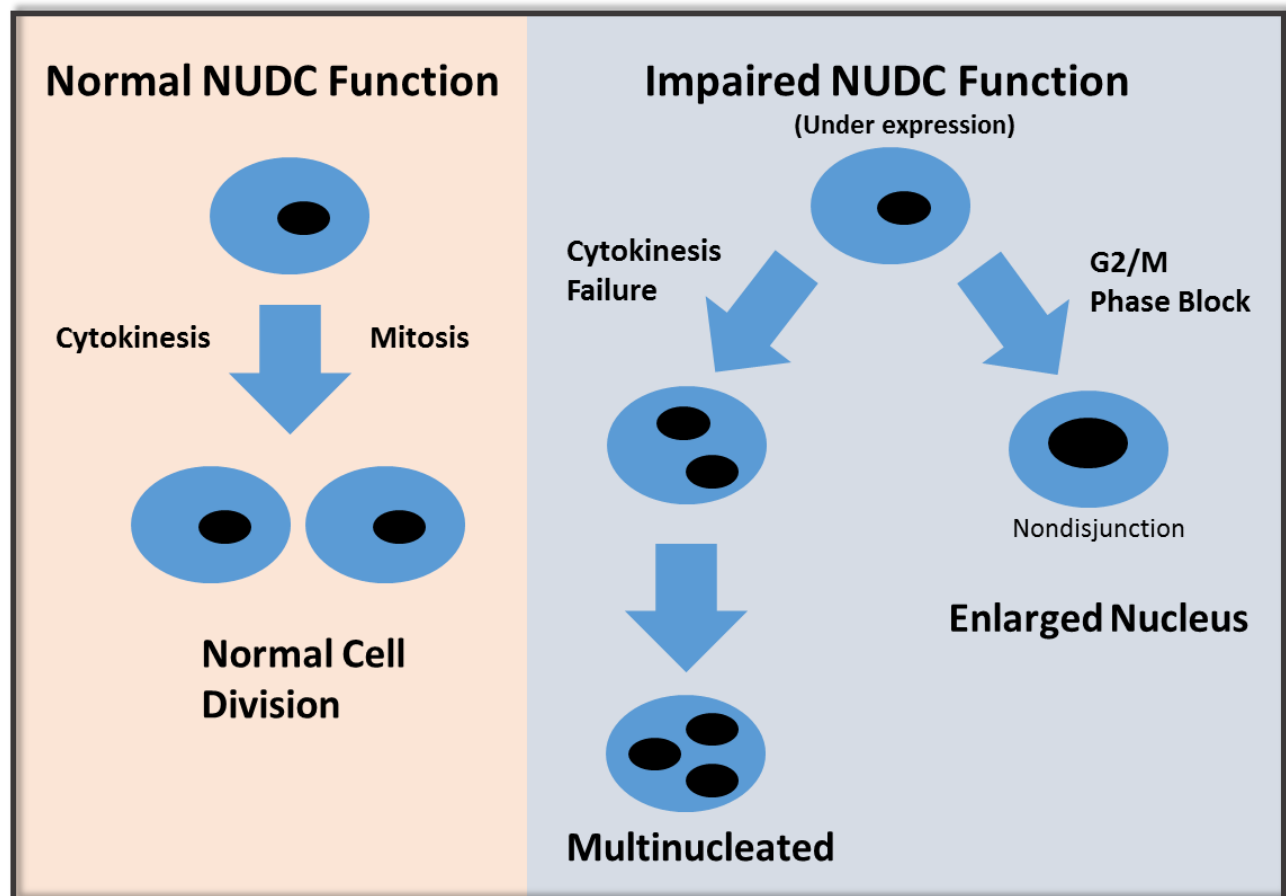 Normal NUDC Function
Cytokinesis
Mitosis
Normal Cell
Division
Impaired NUDC Function
(Under expression)
Cytokinesis
Failure
G2/M
Phase Block
Nondisjunction
Enlarged Nucleus
Multinucleated